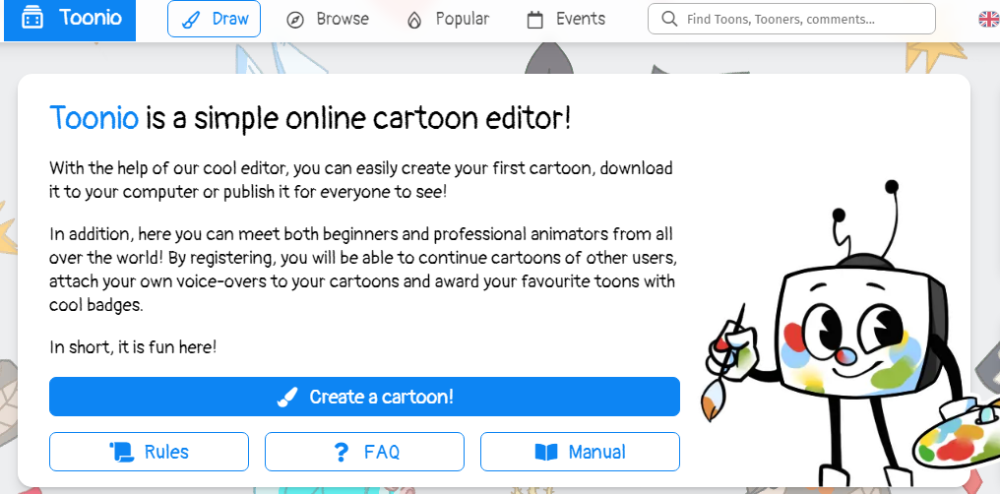 Toonio
Draw
Browse
Popular
Events
Find Toons, Tooners, comments...
Toonio is a simple online cartoon editor!
With the help of our cool editor, you can easily create your first cartoon, download
it to your computer or publish it for everyone to see!
In addition, here you can meet both beginners and professional animators from all
over the world! By registering, you will be able to continue cartoons of other users,
attach your own voice-overs to your cartoons and award your favourite toons with
cool badges.
In short, it is fun here!
Create a cartoon!
Rules
? FAQ
Manual